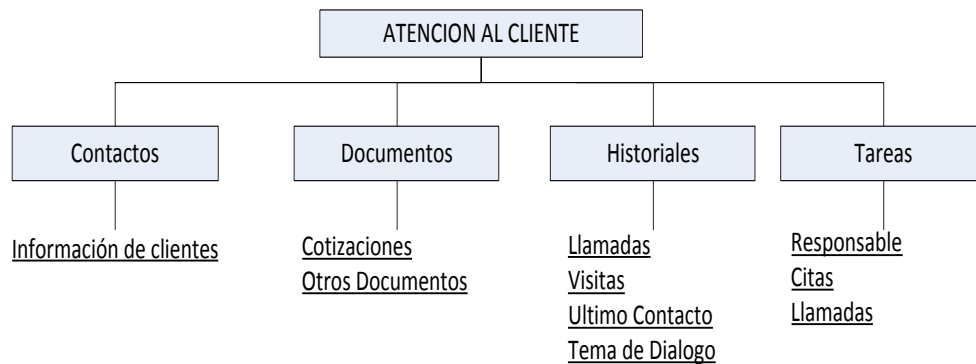 ATENCION AL CLIENTE
Contactos
Documentos
Historiales
Tareas
Información de clientes
Cotizaciones
Otros Documentos
Llamadas
Visitas
Ultimo Contacto
Tema de Dialogo
Responsable
Citas
Llamadas